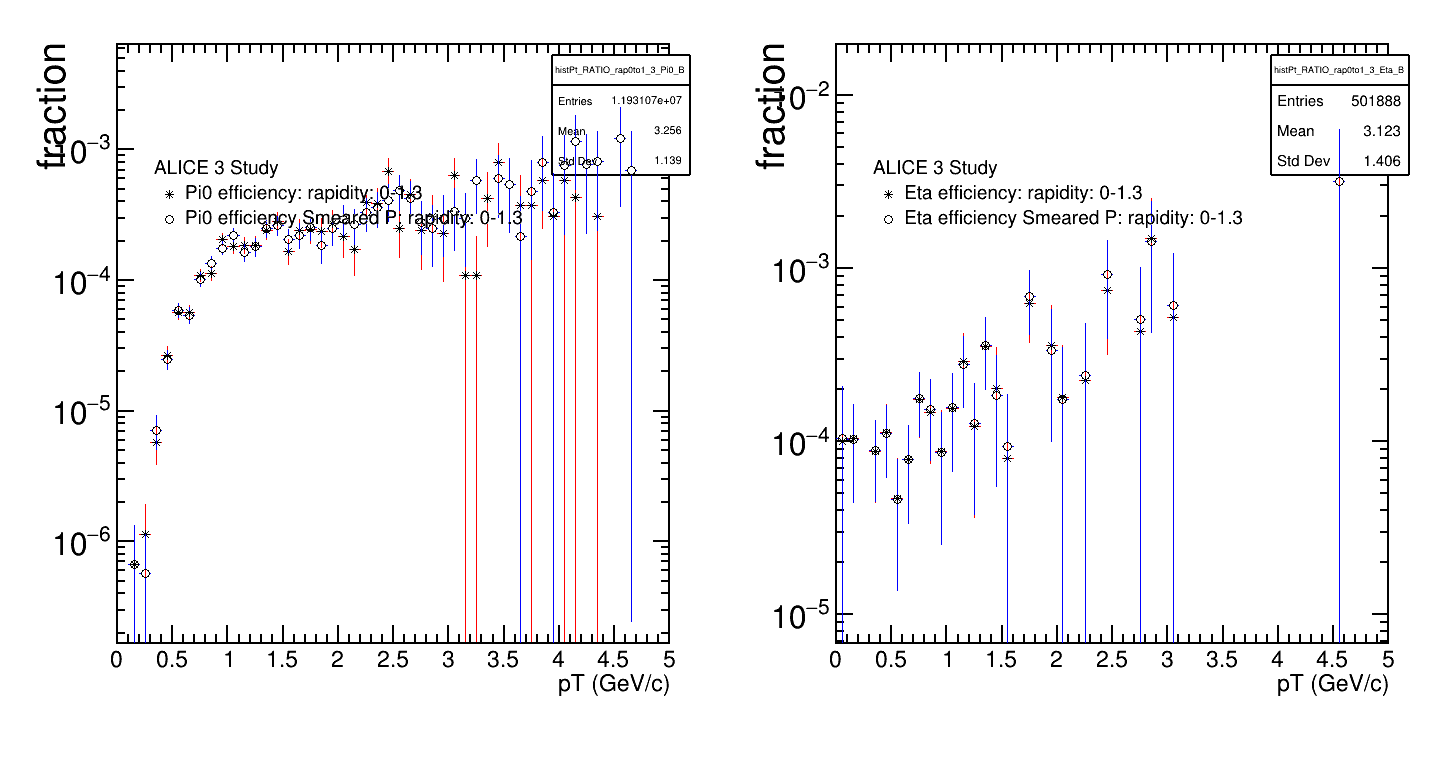 fraction
10⁻³
10⁻⁴
10⁻⁵
10⁻⁶
histPt_RATIO_rap0to1_3_Pi0_B
Entries 1.193107e+07
Mean 3.256
Std Dev 1.139
ALICE 3 Study
Pi0 efficiency: rapidity: 0-1.3
Pi0 efficiency Smeared P: rapidity: 0-1.3
0 0.5 1 1.5 2 2.5 3 3.5 4 4.5 5
pT (GeV/c)
fraction
10⁻²
10⁻³
10⁻⁴
10⁻⁵
histPt_RATIO_rap0to1_3_Eta_B
Entries 501888
Mean 3.123
Std Dev 1.406
ALICE 3 Study
Eta efficiency: rapidity: 0-1.3
Eta efficiency Smeared P: rapidity: 0-1.3
0 0.5 1 1.5 2 2.5 3 3.5 4 4.5 5
pT (GeV/c)